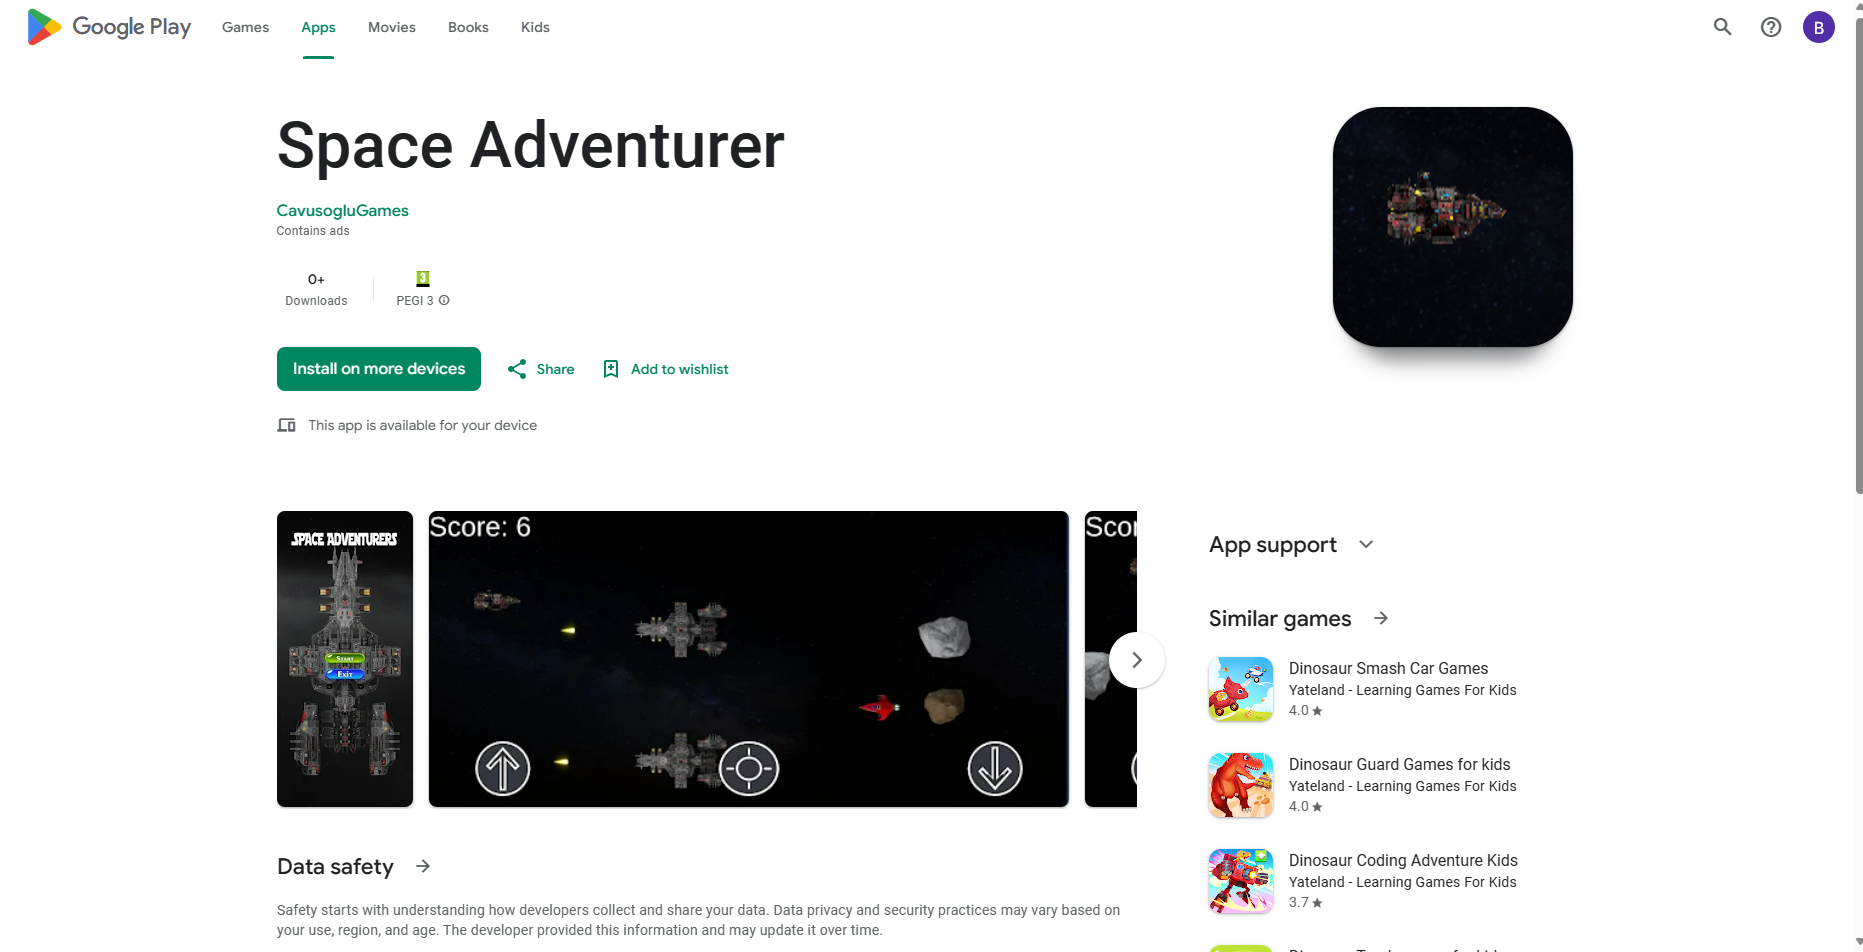 Google Play
Games
Apps
Movies
Books
Kids
B
Space Adventurer
CavusogluGames
Contains ads
0+
Downloads
3
PEGI 3
Install on more devices
Share
Add to wishlist
This app is available for your device
SPACE ADVENTURERS
START
EXIT
Score: 6
Scor
App support
Similar games
Dinosaur Smash Car Games
Yateland - Learning Games For Kids
4.0
Dinosaur Guard Games for kids
Yateland - Learning Games For Kids
4.0
Dinosaur Coding Adventure Kids
Yateland - Learning Games For Kids
3.7
Data safety
Safety starts with understanding how developers collect and share your data. Data privacy and security practices may vary based on
your use, region, and age. The developer provided this information and may update it over time.